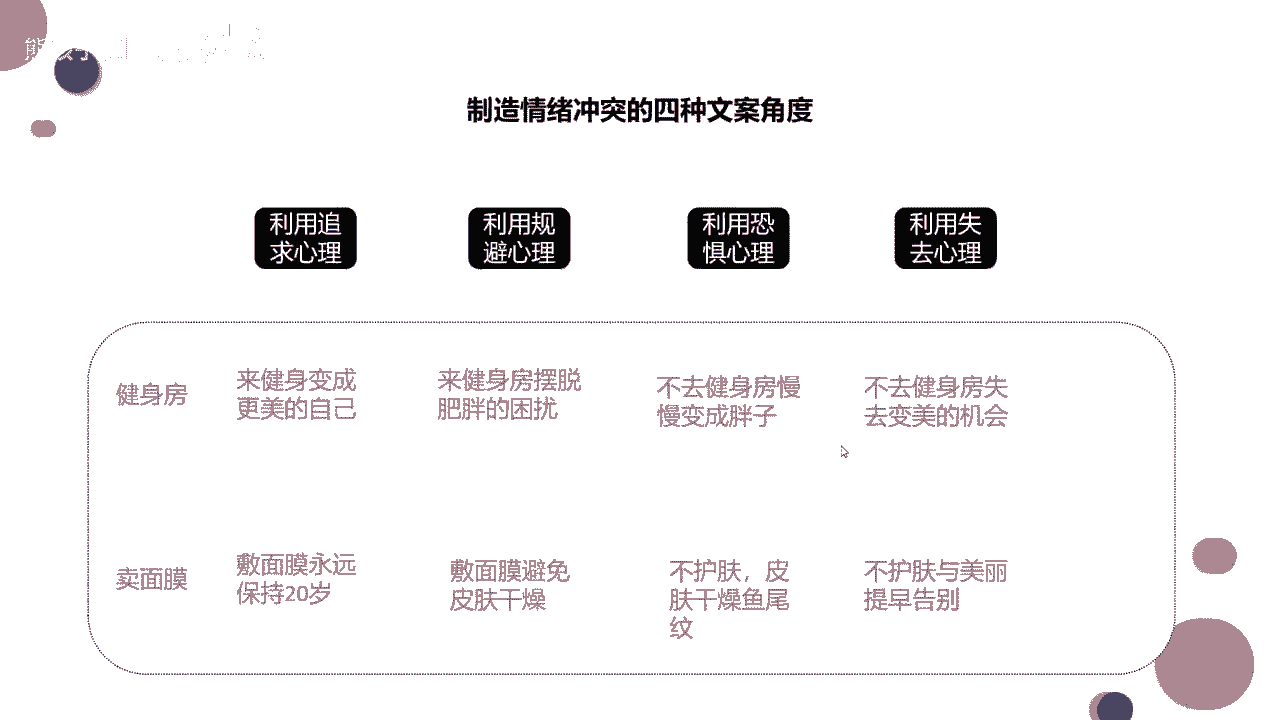 制造情绪冲突的四种文案角度
利用追
求心理
利用规
避心理
利用恐
惧心理
利用失
去心理
健身房
来健身变成
更美的自己
来健身房摆脱
肥胖的困扰
不去健身房慢
慢变成胖子
不去健身房失
去变美的机会
卖面膜
敷面膜永远
保持20岁
敷面膜避免
皮肤干燥
不护肤，皮
肤干燥鱼尾
纹
不护肤与美丽
提早告别